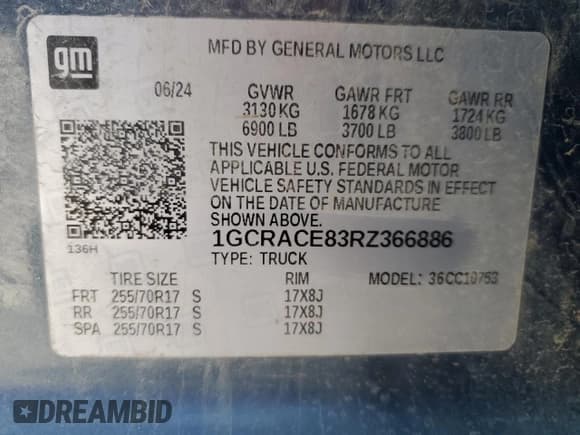 gm
MFD BY GENERAL MOTORS LLC
06/24 GVWR GAWR FRT GAWR RR
3130 KG 1678 KG 1724 KG
6900 LB 3700 LB 3800 LB
THIS VEHICLE CONFORMS TO ALL
APPLICABLE U.S. FEDERAL MOTOR
VEHICLE SAFETY STANDARDS IN EFFECT
ON THE DATE OF MANUFACTURE
SHOWN ABOVE.
136H
1GCRACE83RZ366886
TYPE: TRUCK MODEL: 36CC10753
TIRE SIZE RIM
FRT 255/70R17 S 17X8J
RR 255/70R17 S 17X8J
SPA 255/70R17 S 17X8J
DREAMBID